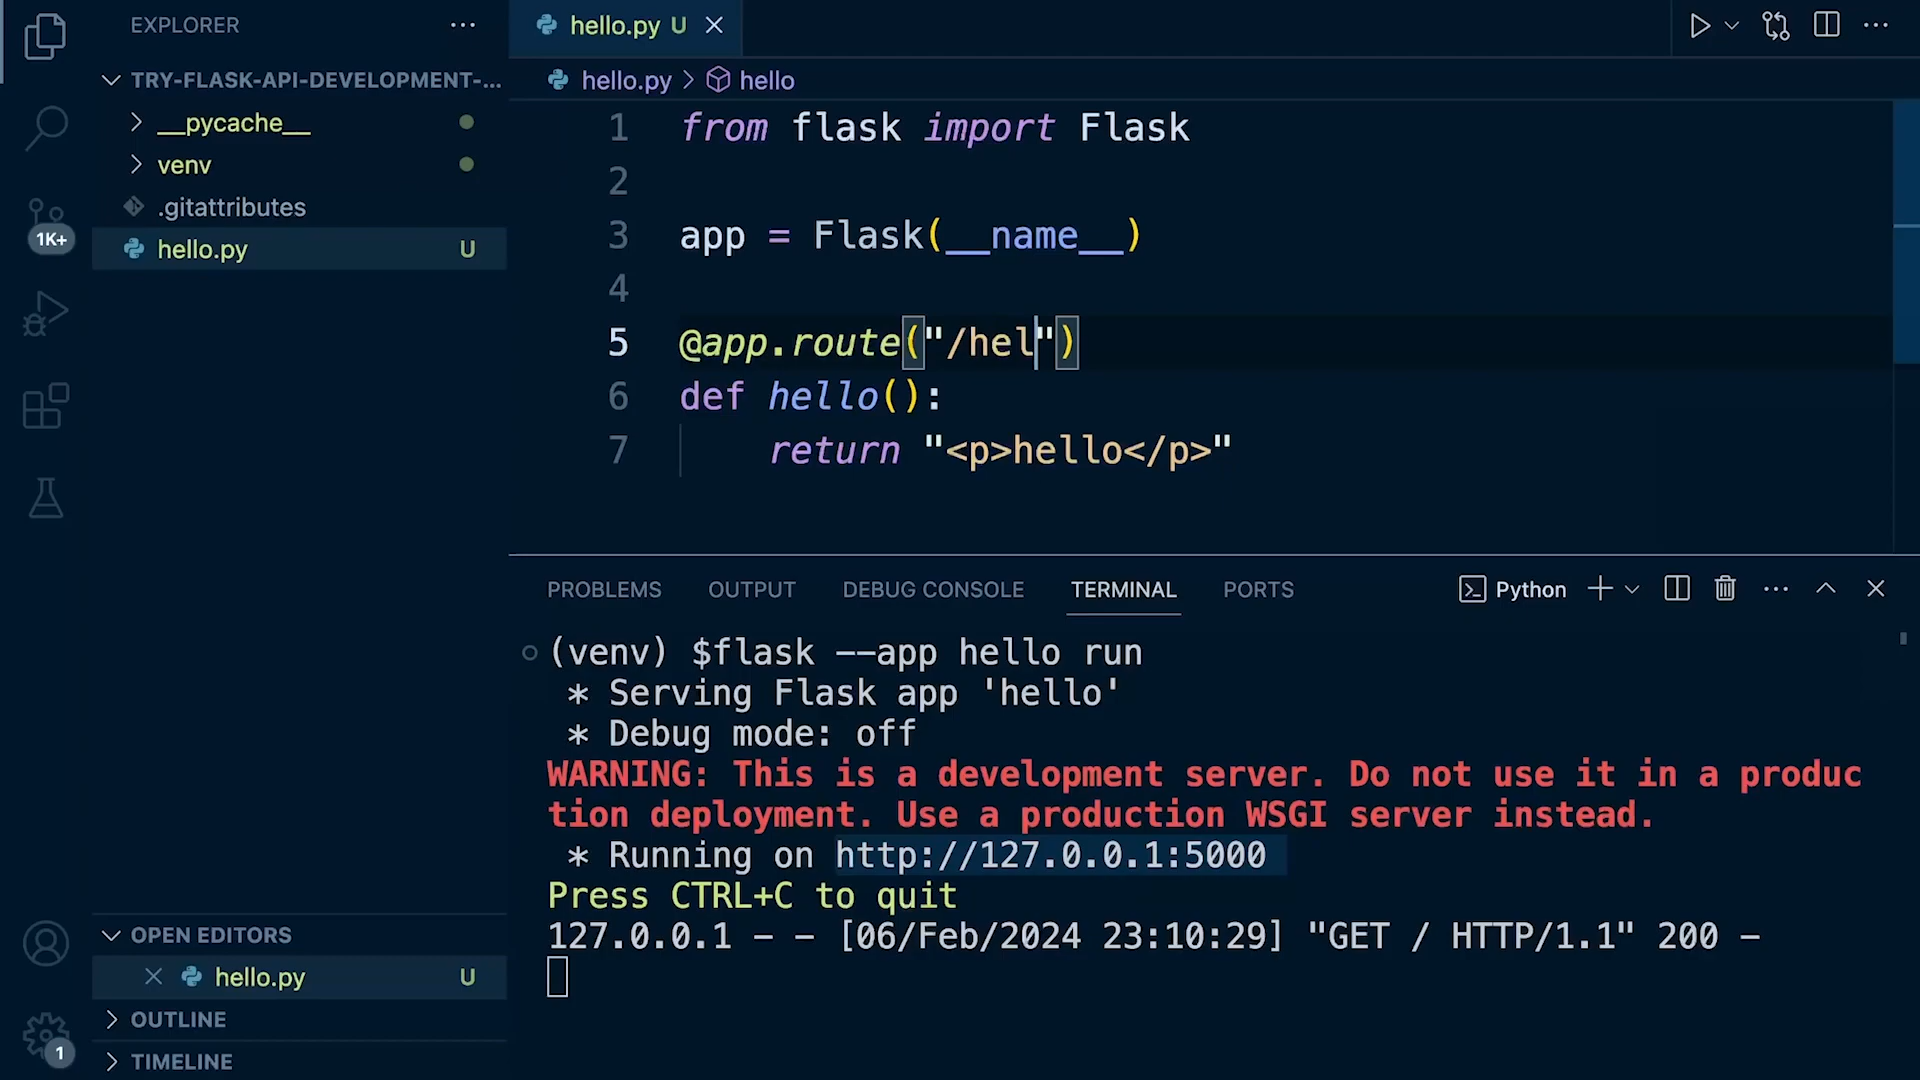 EXPLORER
TRY-FLASK-API-DEVELOPMENT-...
__pycache__
venv
.gitattributes
hello.py U
1K+
OPEN EDITORS
hello.py U
OUTLINE
TIMELINE
1
hello.py U
hello.py > hello
1 from flask import Flask
2
3 app = Flask(__name__)
4
5 @app.route("/hel")
6 def hello():
7 return "<p>hello</p>"
PROBLEMS OUTPUT DEBUG CONSOLE TERMINAL PORTS Python
(venv) $flask --app hello run
* Serving Flask app 'hello'
* Debug mode: off
WARNING: This is a development server. Do not use it in a produc
tion deployment. Use a production WSGI server instead.
* Running on http://127.0.0.1:5000
Press CTRL+C to quit
127.0.0.1 - - [06/Feb/2024 23:10:29] "GET / HTTP/1.1" 200 -